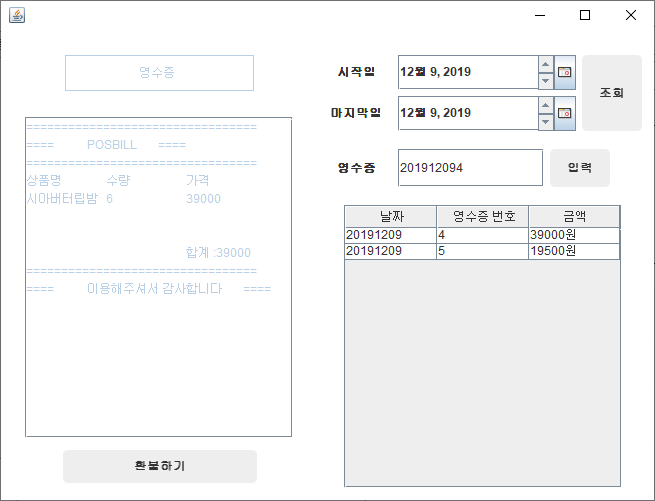 영수증
==================================
==== POSBILL ====
==================================
상품명 수량 가격
시아버터립밤 6 39000
합계 :39000
==================================
==== 이용해주셔서 감사합니다 ====
환불하기
시작일 12월 9, 2019
마지막일 12월 9, 2019
조회
영수증 201912094 입력
날짜 영수증 번호 금액
20191209 4 39000원
20191209 5 19500원